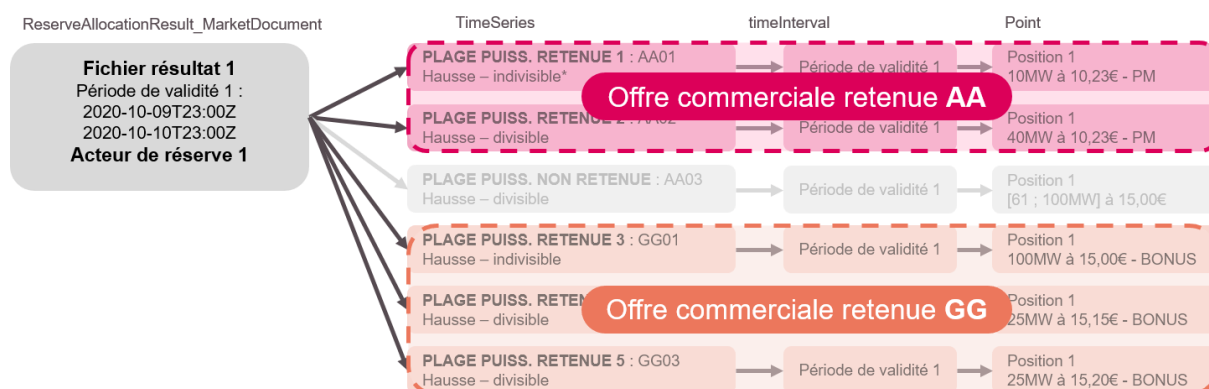 ReserveAllocationResult_MarketDocument
TimeSeries
timeInterval
Point
Fichier résultat 1
Période de validité 1 :
2020-10-09T23:00Z
2020-10-10T23:00Z
Acteur de réserve 1
PLAGE PUISS. RETENUE 1 : AA01
Hausse – indivisible*
Période de validité 1
Position 1
10MW à 10,23€ - PM
Offre commerciale retenue AA
PLAGE PUISS. RETENUE 2 : AA02
Hausse – divisible
Période de validité 1
Position 1
40MW à 10,23€ - PM
PLAGE PUISS. NON RETENUE : AA03
Hausse – divisible
Période de validité 1
Position 1
[61 ; 100MW] à 15,00€
PLAGE PUISS. RETENUE 3 : GG01
Hausse – indivisible
Période de validité 1
Position 1
100MW à 15,00€ - BONUS
PLAGE PUISS.
Hausse – divisible
Offre commerciale retenue GG
Position 1
25MW à 15,15€ - BONUS
PLAGE PUISS. RETENUE 5 : GG03
Hausse – divisible
Période de validité 1
Position 1
25MW à 15,20€ - BONUS